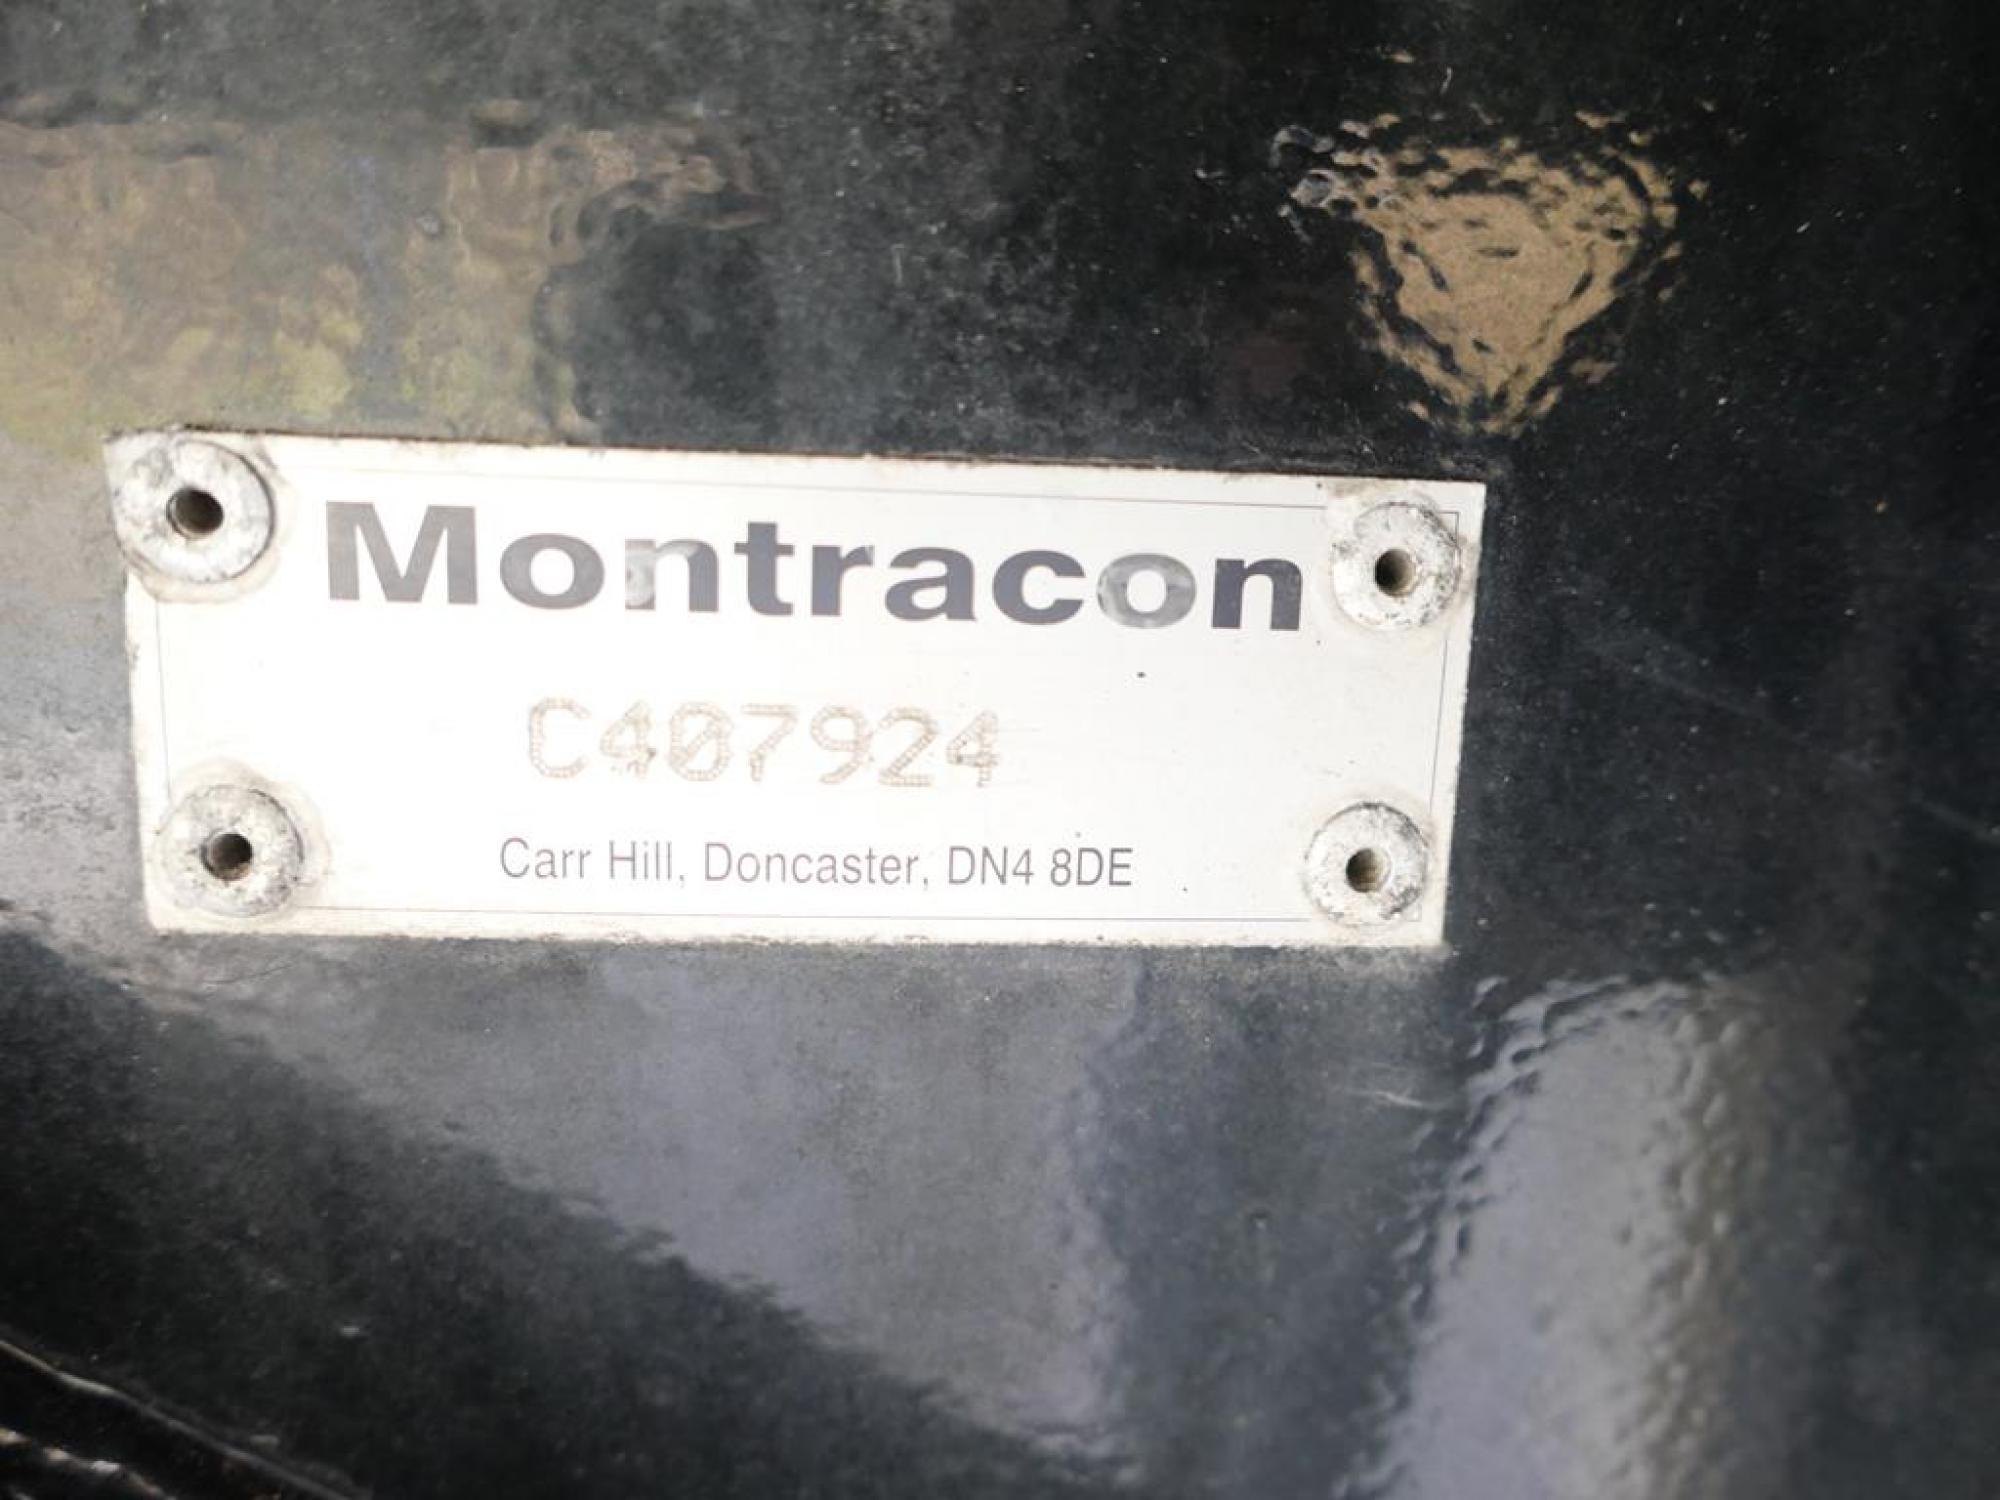 Montracon
C407924
Carr Hill, Doncaster, DN4 8DE